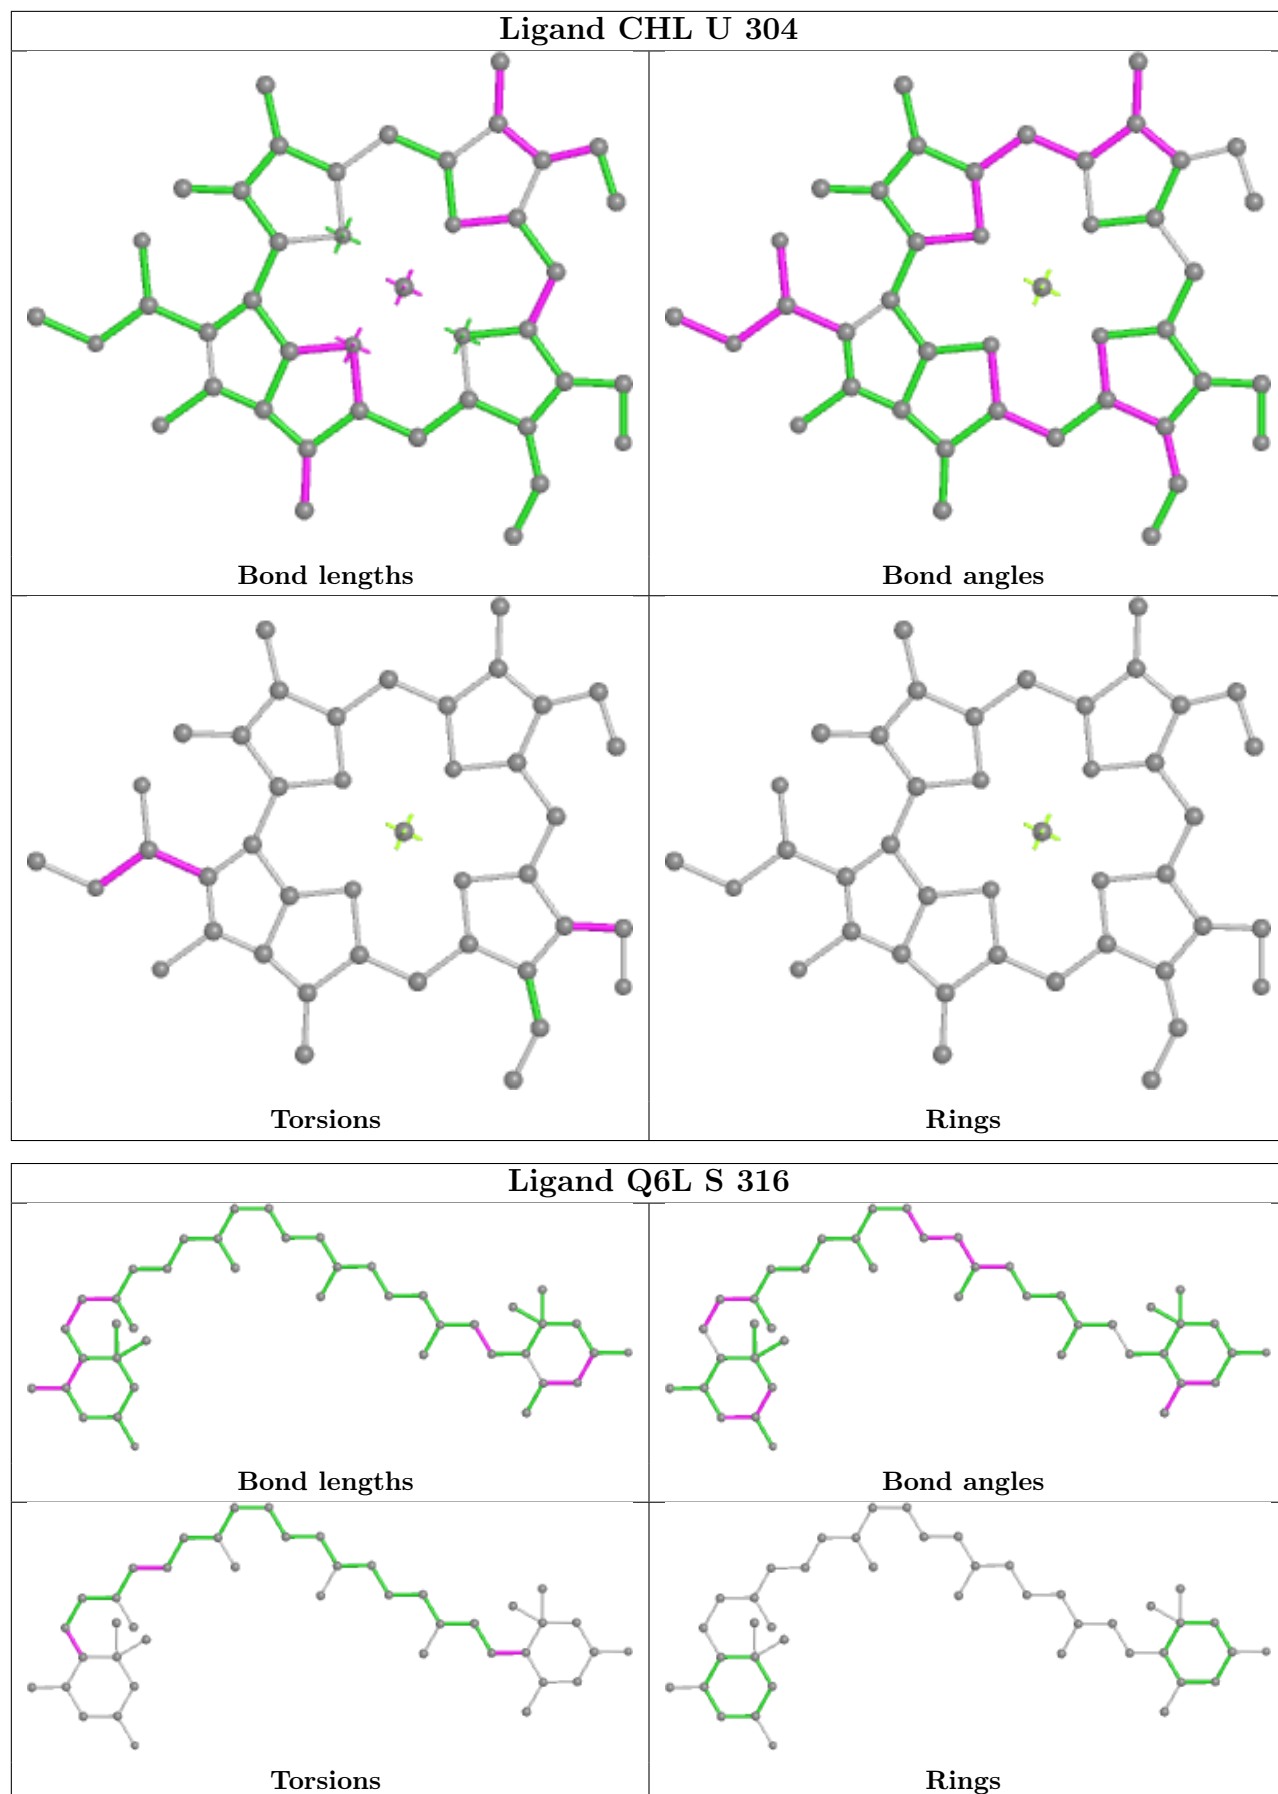 Ligand CHL U 304
Bond lengths
Bond angles
Torsions
Rings
Ligand Q6L S 316
Bond lengths
Bond angles
Torsions
Rings